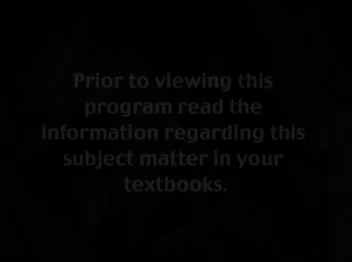 Prior to viewing this
program read the
information regarding this
subject matter in your
textbooks.